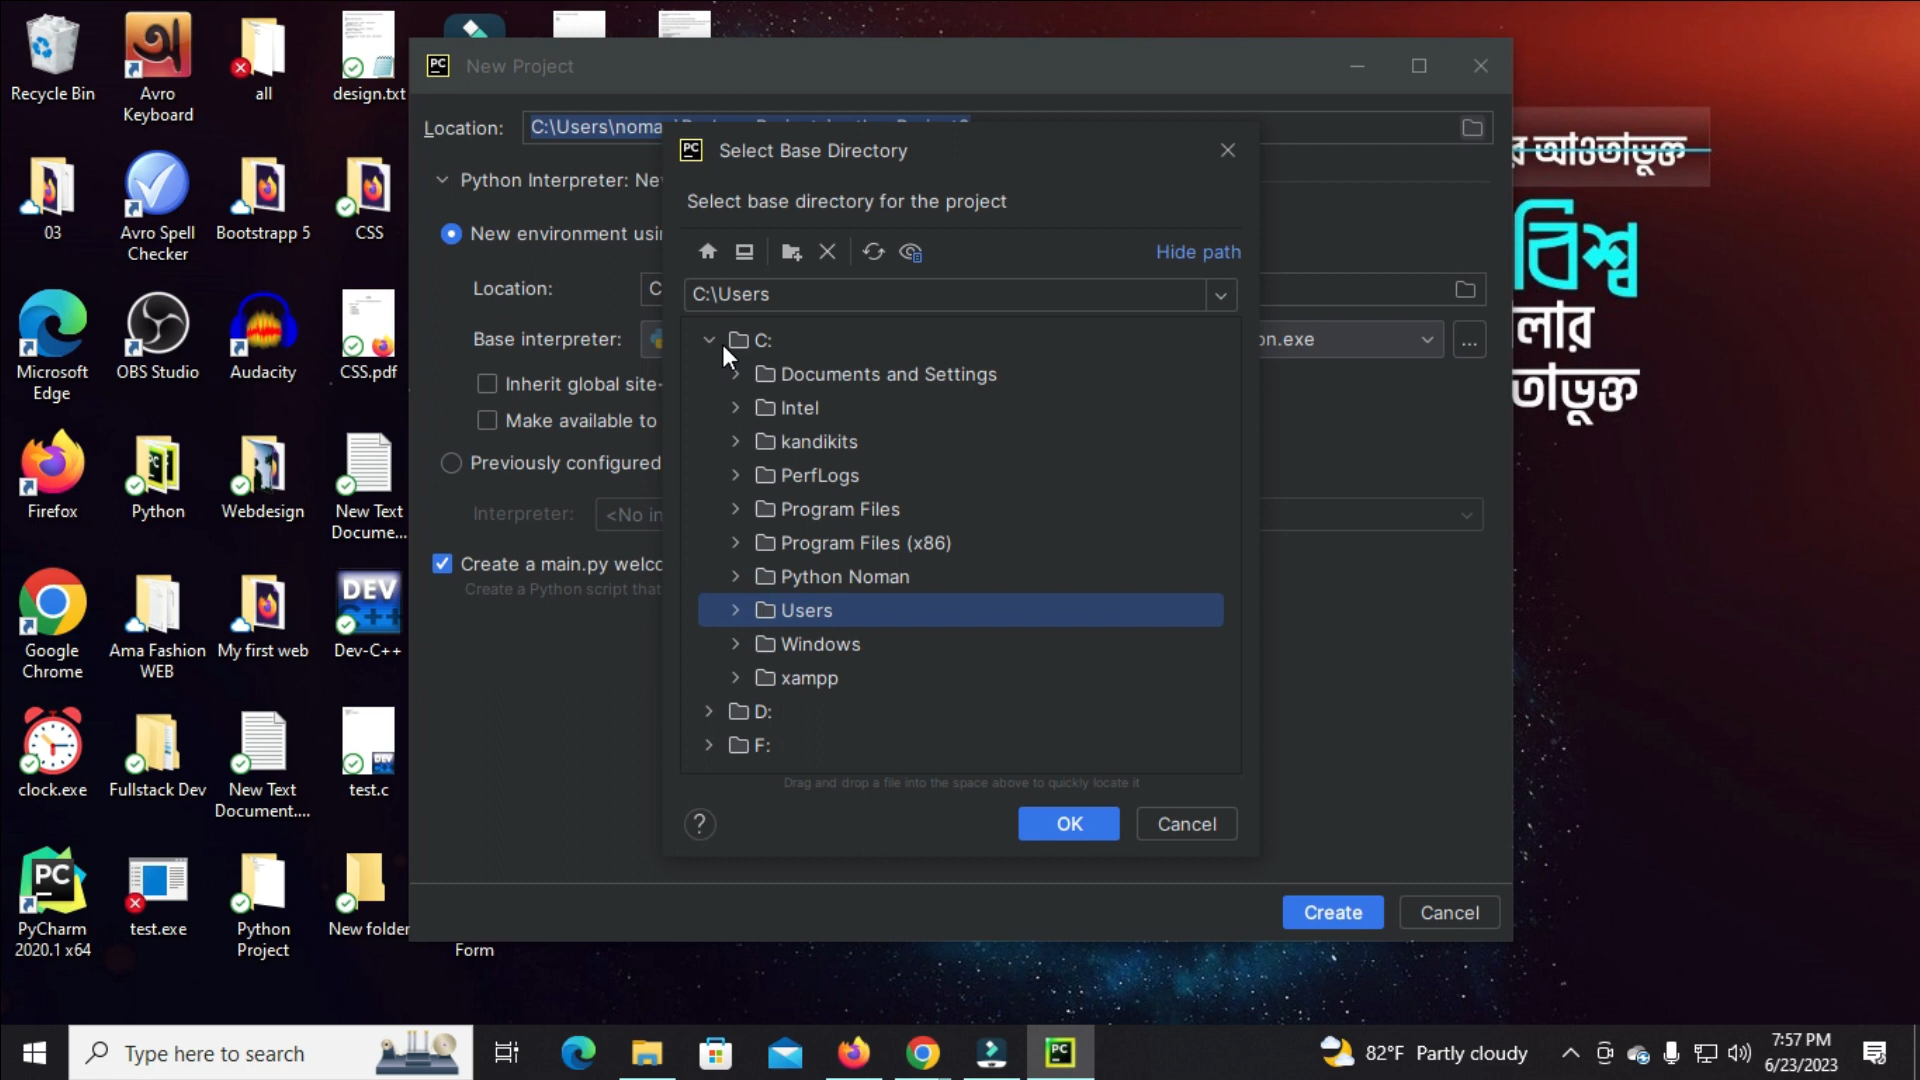 Recycle Bin
Avro
Keyboard
all
design.txt
03
Avro Spell
Checker
Bootstrapp 5
CSS
Microsoft
Edge
OBS Studio
Audacity
CSS.pdf
Firefox
Python
Webdesign
New Text
Docume...
Google
Chrome
Ama Fashion
WEB
My first web
DEV
C++
Dev-C++
clock.exe
Fullstack Dev
New Text
Document....
test.c
PC
PyCharm
2020.1 x64
test.exe
Python
Project
New folder
Form
PC New Project
Location: C:\Users\noma
Python Interpreter: Ne
New environment usi
Location: C
Base interpreter: on.exe ...
Inherit global site-
Make available to
Previously configured
Interpreter: <No in
Create a main.py welco
Create a Python script that
Create
Cancel
PC Select Base Directory
Select base directory for the project
Hide path
C:\Users
C:
Documents and Settings
Intel
kandikits
PerfLogs
Program Files
Program Files (x86)
Python Noman
Users
Windows
xampp
D:
F:
Drag and drop a file into the space above to quickly locate it
?
OK
Cancel
র আওতাভুক্ত
বিশ্ব
লার
তাভুক্ত
Type here to search
PC
82°F Partly cloudy
7:57 PM
6/23/2023